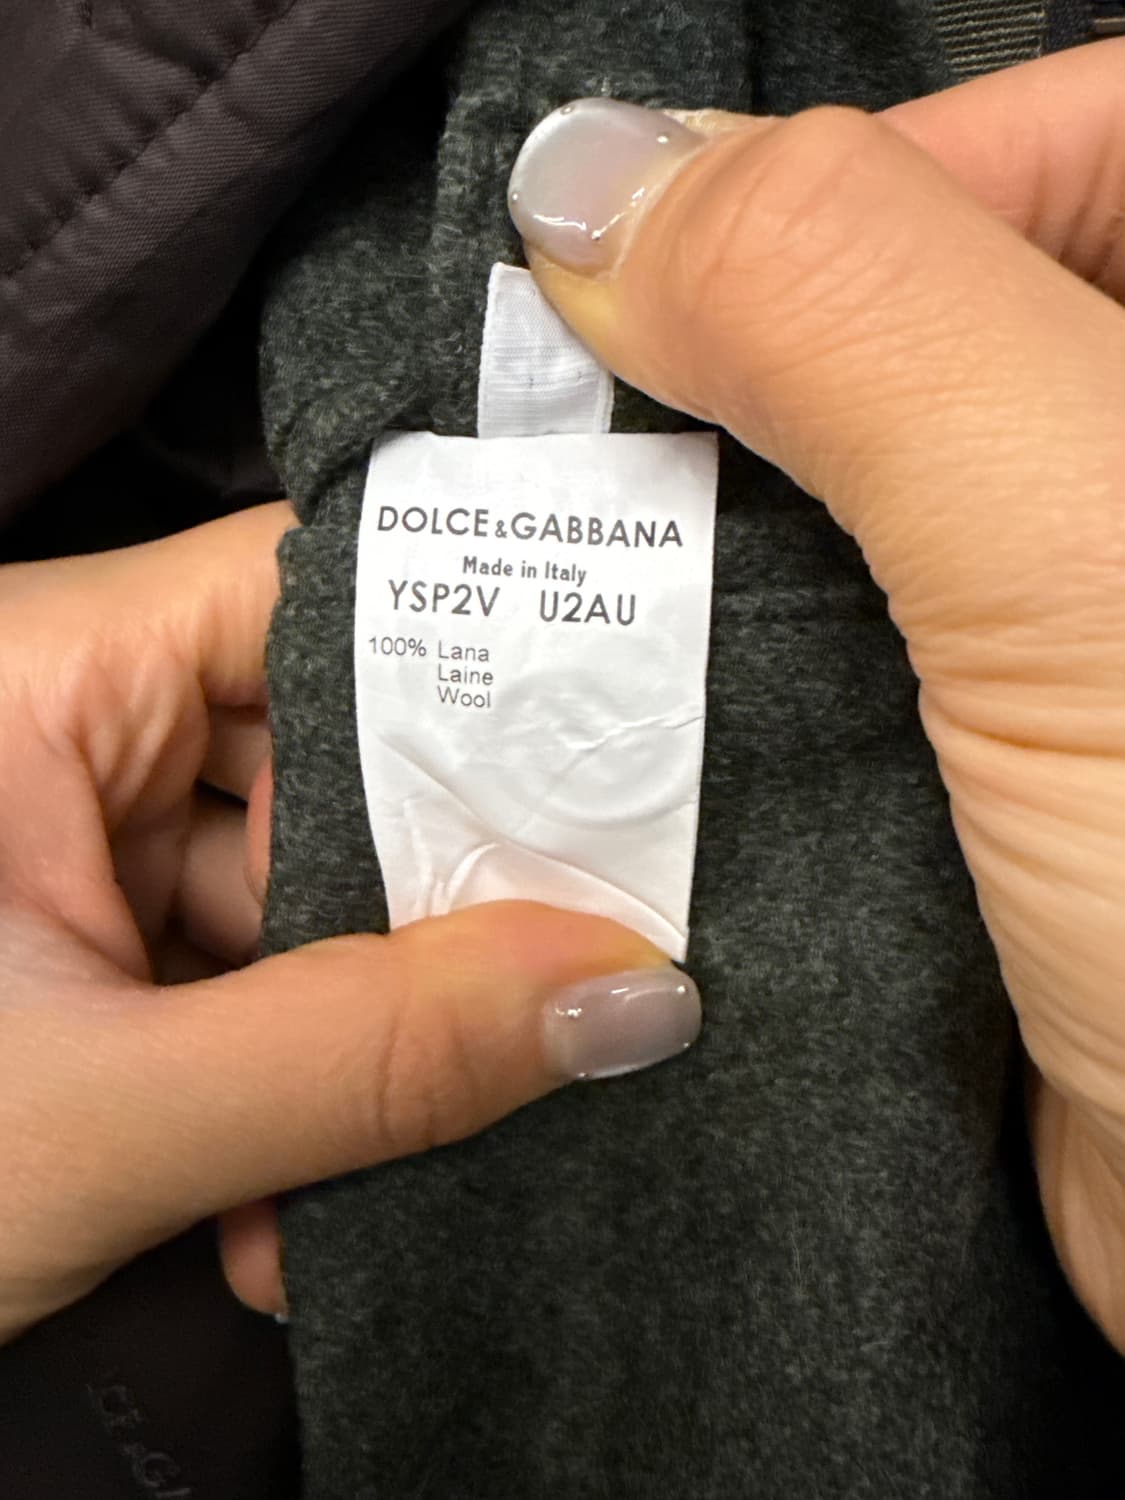 DOLCE&GABBANA
Made in Italy
YSP2V U2AU
100% Lana
Laine
Wool